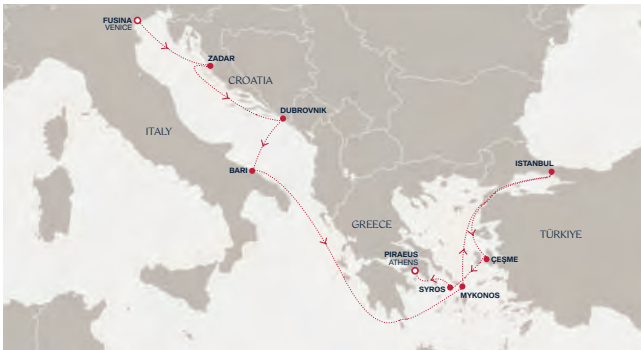 FUSINA
VENICE
ZADAR
CROATIA
DUBROVNIK
ITALY
BARI
ISTANBUL
GREECE
TÜRKIYE
PIRAEUS
ATHENS
ÇEŞME
SYROS
MYKONOS